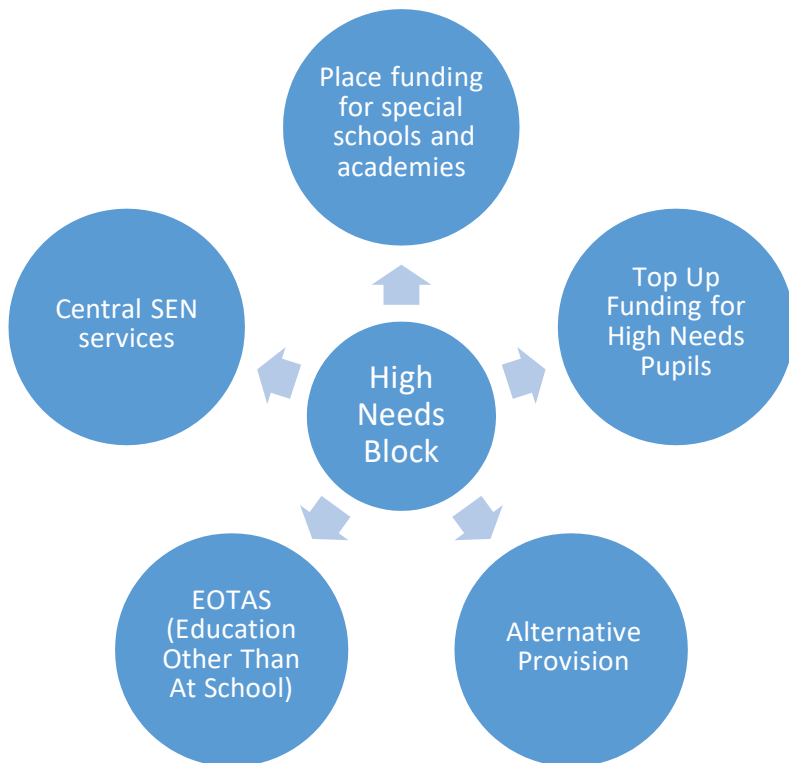 Place funding
for special
schools and
academies
Top Up
Funding for
High Needs
Pupils
Central SEN
services
High
Needs
Block
EOTAS
(Education
Other Than
At School)
Alternative
Provision